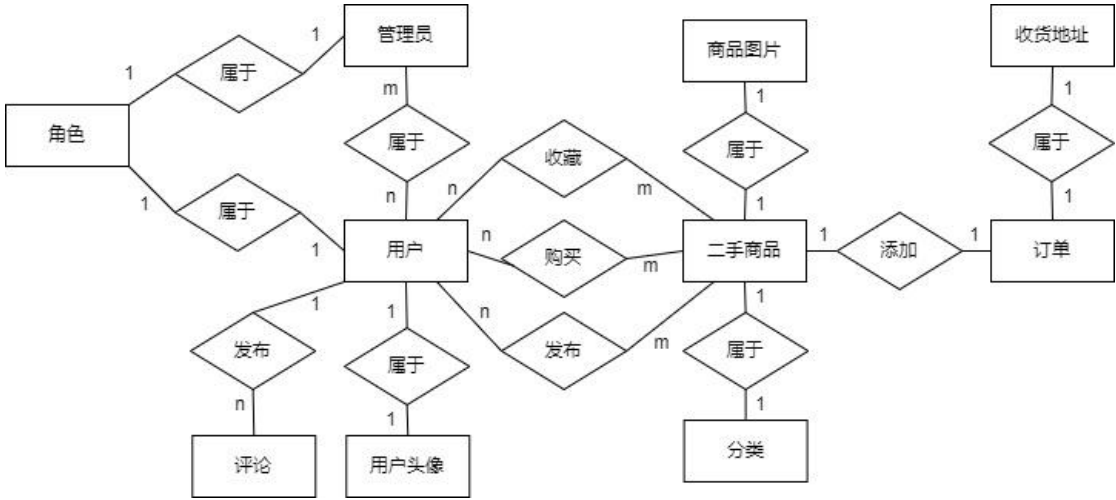 管理员
商品图片
收货地址
1
属于
1
m
1
1
角色
属于
属于
属于
收藏
1
n
n
m
1
1
属于
1
用户
n
购买
m
二手商品
1
添加
1
订单
1
1
n
1
发布
属于
发布
m
属于
n
1
1
评论
用户头像
分类